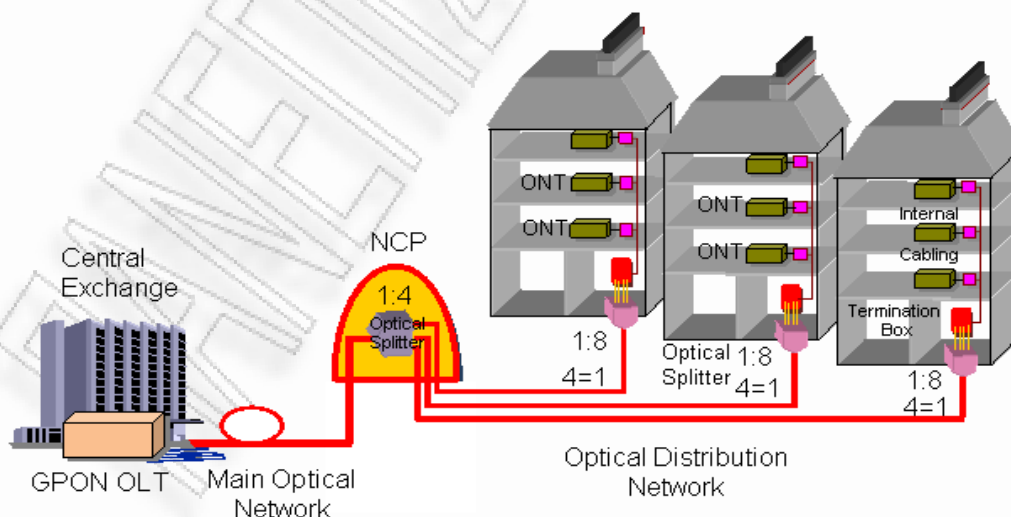 Central
Exchange
GPON OLT
Main Optical
Network
NCP
1:4
Optical
Splitter
ONT
ONT
1:8
4=1
ONT
ONT
Optical
Splitter
1:8
4=1
Internal
Cabling
Termination
Box
1:8
4=1
Optical Distribution
Network